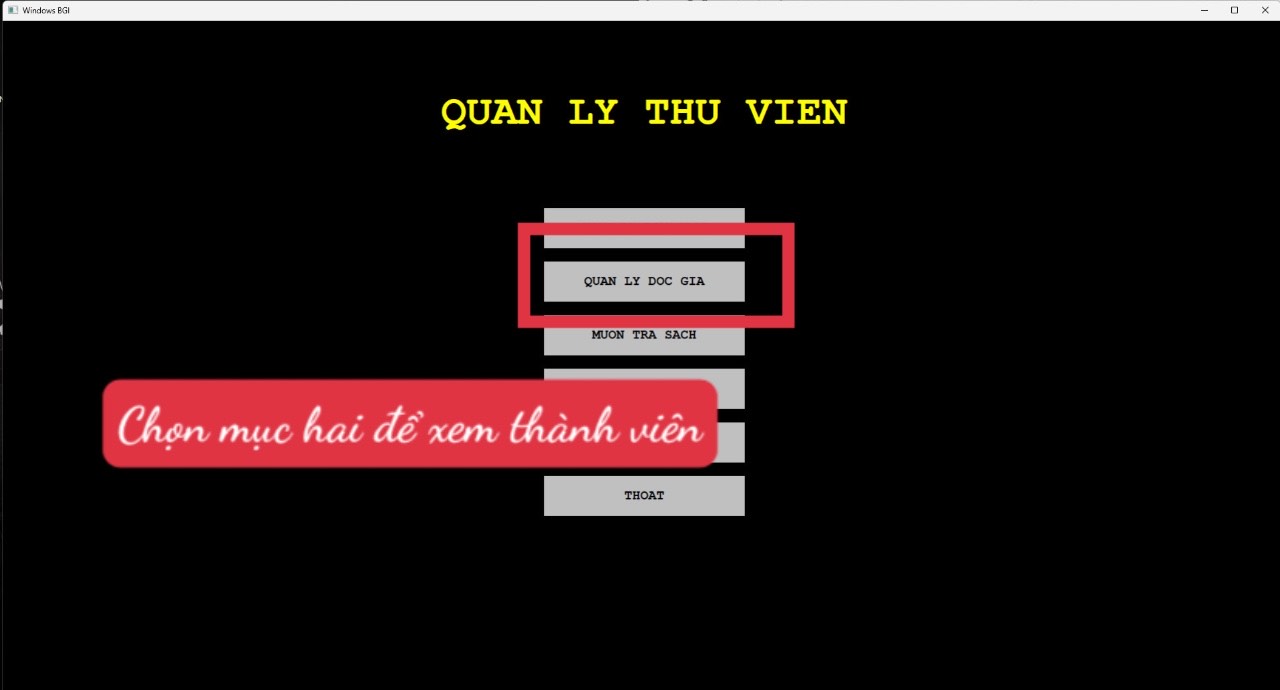 Windows BGI
QUAN LY THU VIEN
QUAN LY DOC GIA
MUON TRA SACH
Chọn mục hai để xem thành viên
THOAT